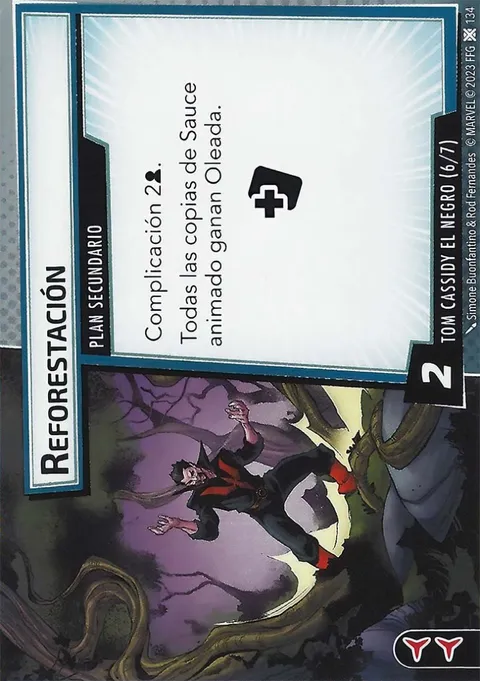 REFORESTACIÓN
PLAN SECUNDARIO
Complicación 2.
Todas las copias de Sauce
animado ganan Oleada.
2
TOM CASSIDY EL NEGRO (6/7)
Simone Buonfantino & Rod Fernandes © MARVEL © 2023 FFG 134